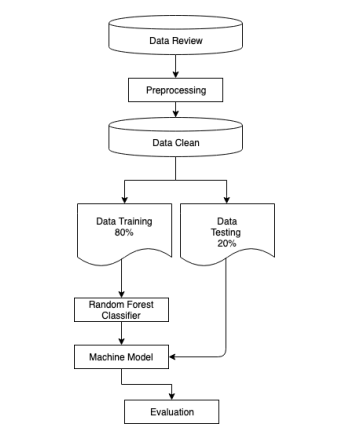 Data Review
Preprocessing
Data Clean
Data Training
80%
Data
Testing
20%
Random Forest
Classifier
Machine Model
Evaluation